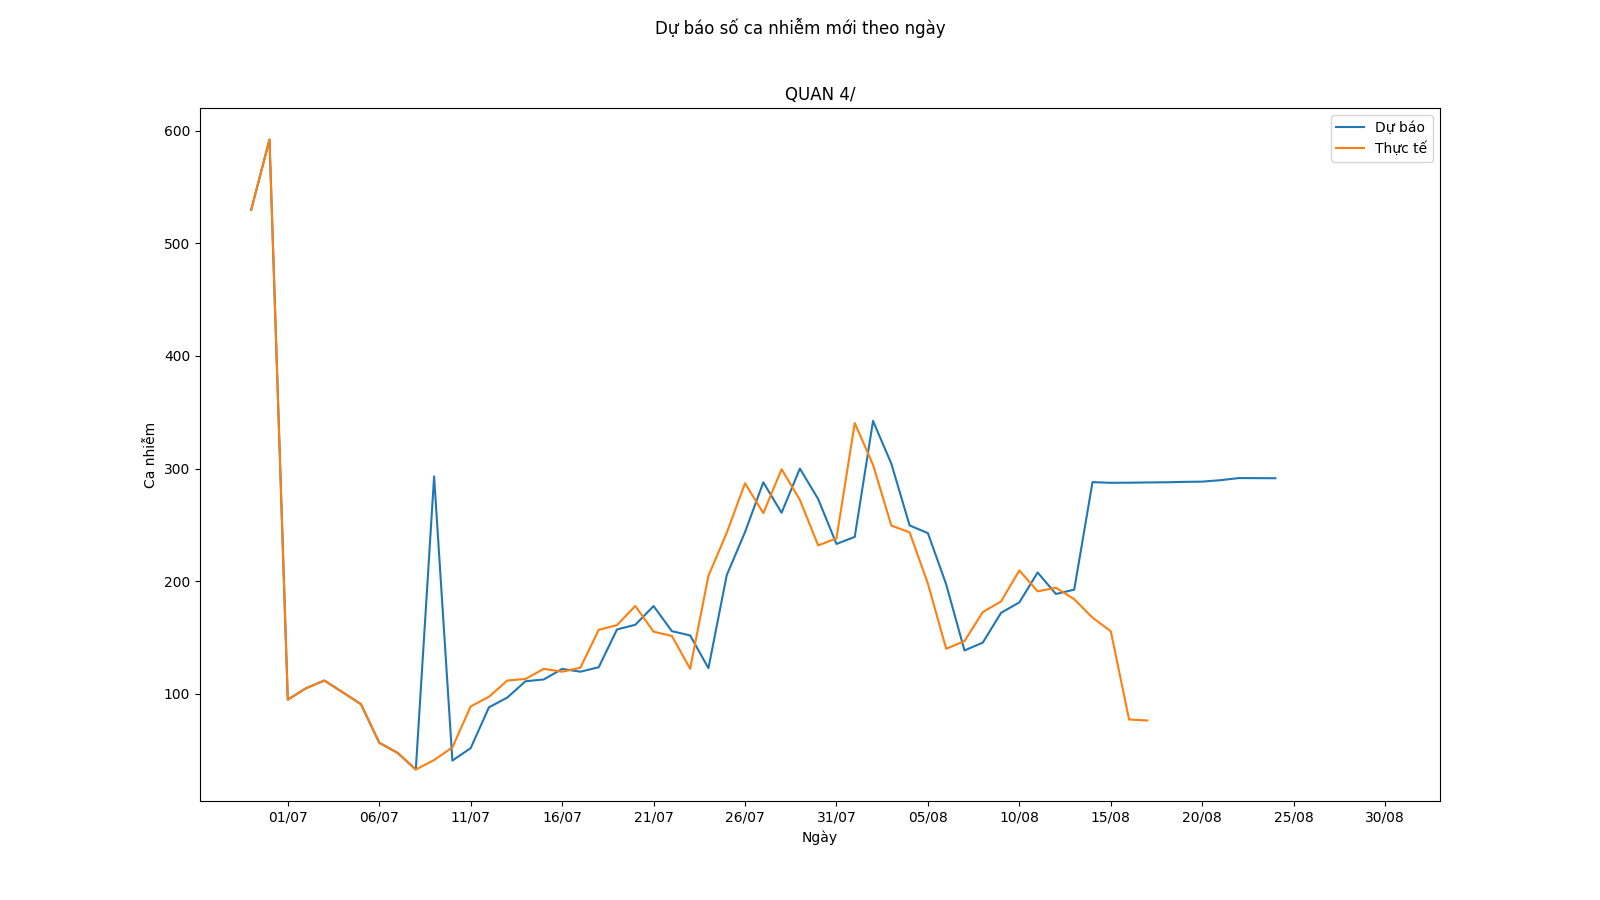 Dự báo số ca nhiễm mới theo ngày
QUAN 4/
Dự báo
Thực tế
600
500
400
300
200
100
Ca nhiễm
01/07 06/07 11/07 16/07 21/07 26/07 31/07 05/08 10/08 15/08 20/08 25/08 30/08
Ngày